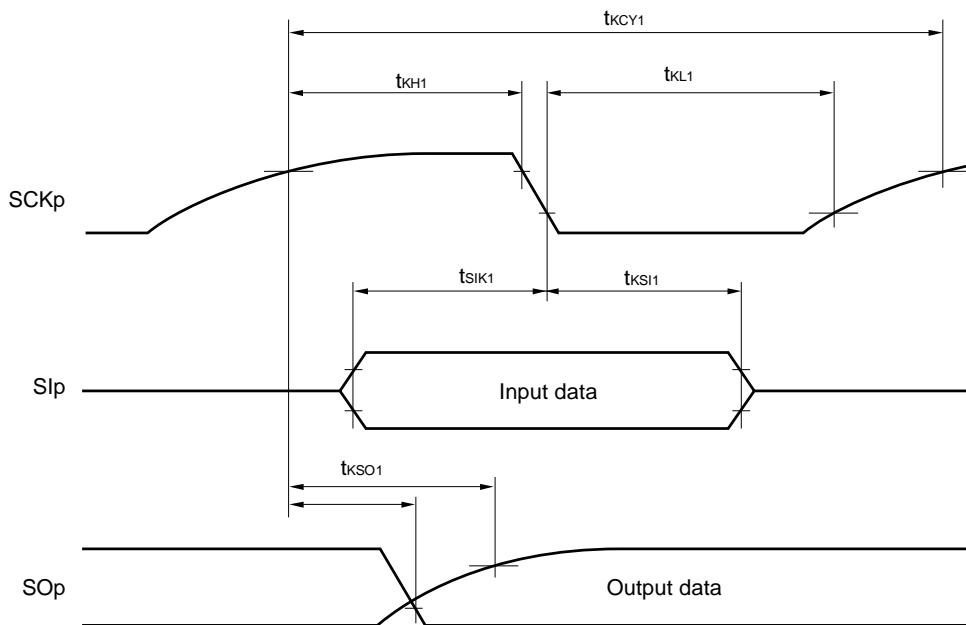 tKCY1
tKH1
tKL1
SCKp
tSIK1
tKSI1
SIp
Input data
tKSO1
SOp
Output data